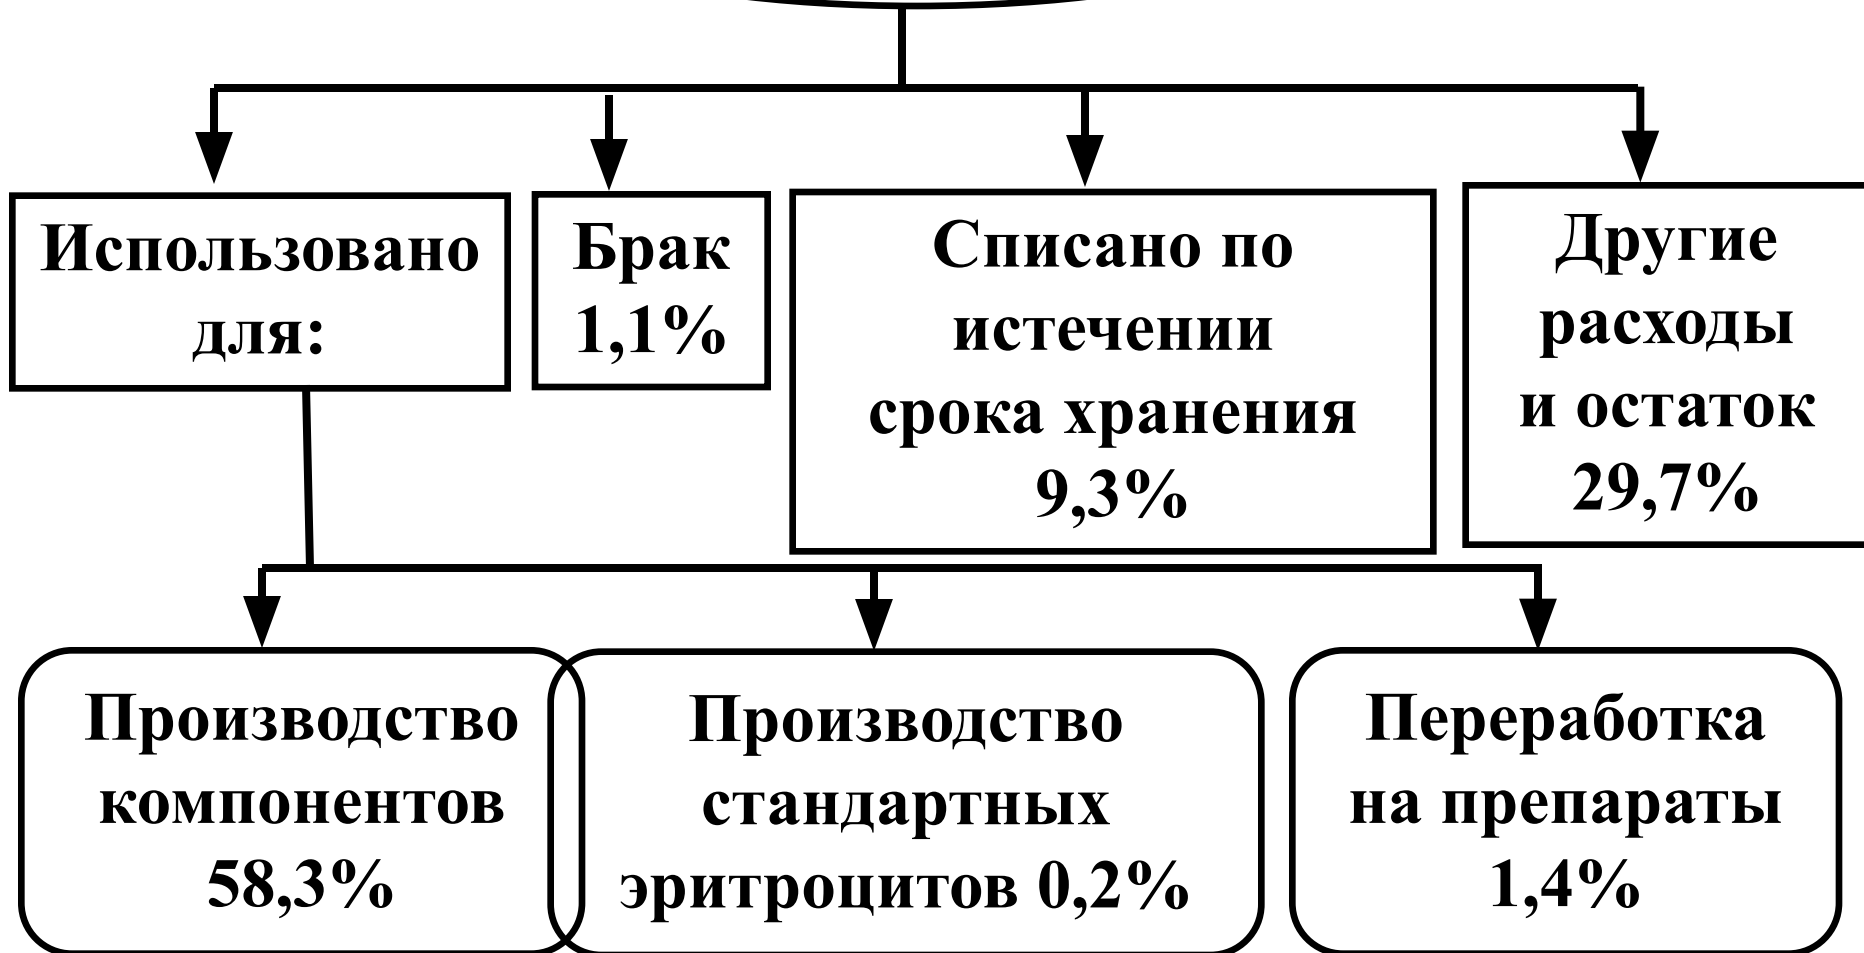 Использовано
для:
Брак
1,1%
Списано по
истечении
срока хранения
9,3%
Другие
расходы
и остаток
29,7%
Производство
компонентов
58,3%
Производство
стандартных
эритроцитов 0,2%
Переработка
на препараты
1,4%